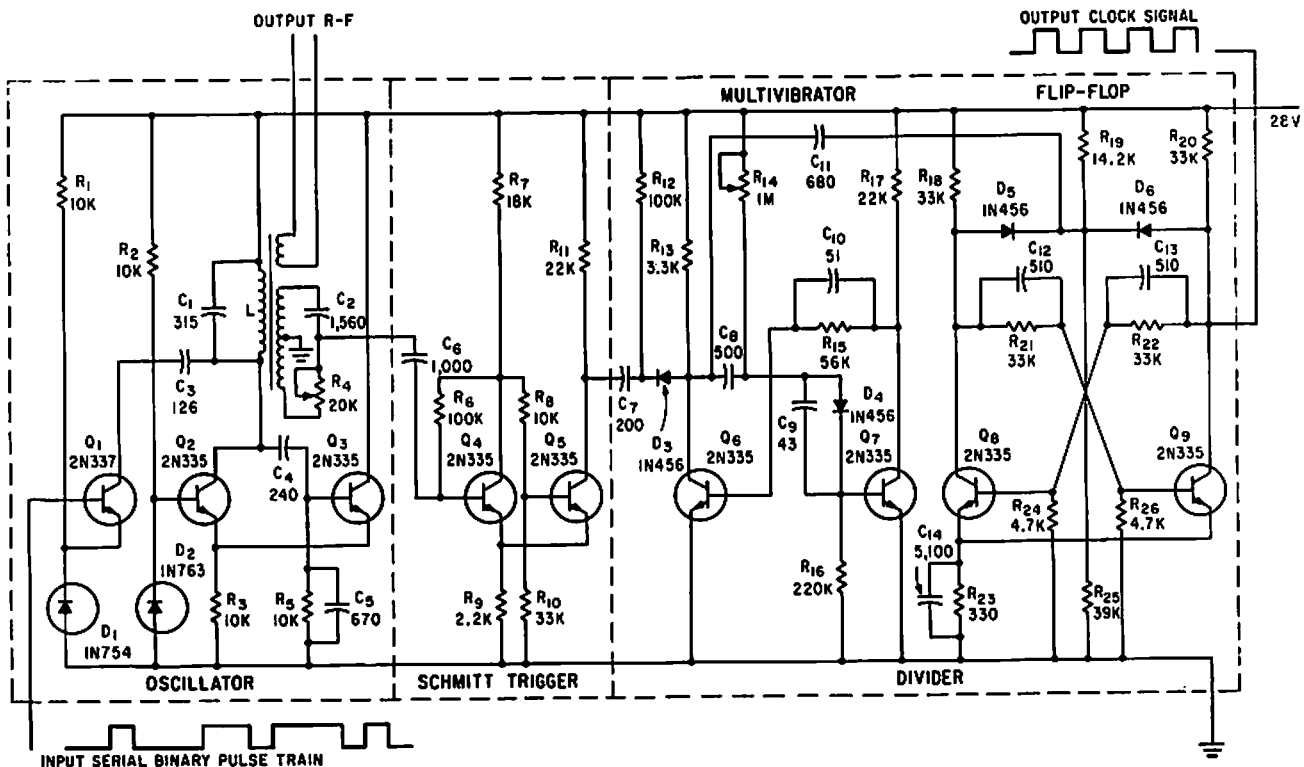 OUTPUT R-F
OUTPUT CLOCK SIGNAL
MULTIVIBRATOR
FLIP-FLOP
28V
R1
10K
R2
10K
C1
315
L
C2
1,560
C3
126
R4
20K
Q1
2N337
Q2
2N335
C4
240
Q3
2N335
D1
1N754
D2
1N763
R3
10K
R5
10K
C5
670
OSCILLATOR
R7
18K
R11
22K
C6
1,000
R6
100K
R8
10K
Q4
2N335
Q5
2N335
R9
2.2K
R10
33K
SCHMITT TRIGGER
R12
100K
R13
3.3K
C11
680
R14
1M
R17
22K
C10
51
R15
56K
C8
500
C7
200
D3
1N456
C9
43
D4
1N456
Q6
2N335
Q7
2N335
R16
220K
R18
33K
R19
14.2K
R20
33K
D5
1N456
D6
1N456
C12
510
C13
510
R21
33K
R22
33K
Q8
2N335
Q9
2N335
R24
4.7K
R26
4.7K
C14
5,100
R23
330
R25
39K
DIVIDER
INPUT SERIAL BINARY PULSE TRAIN